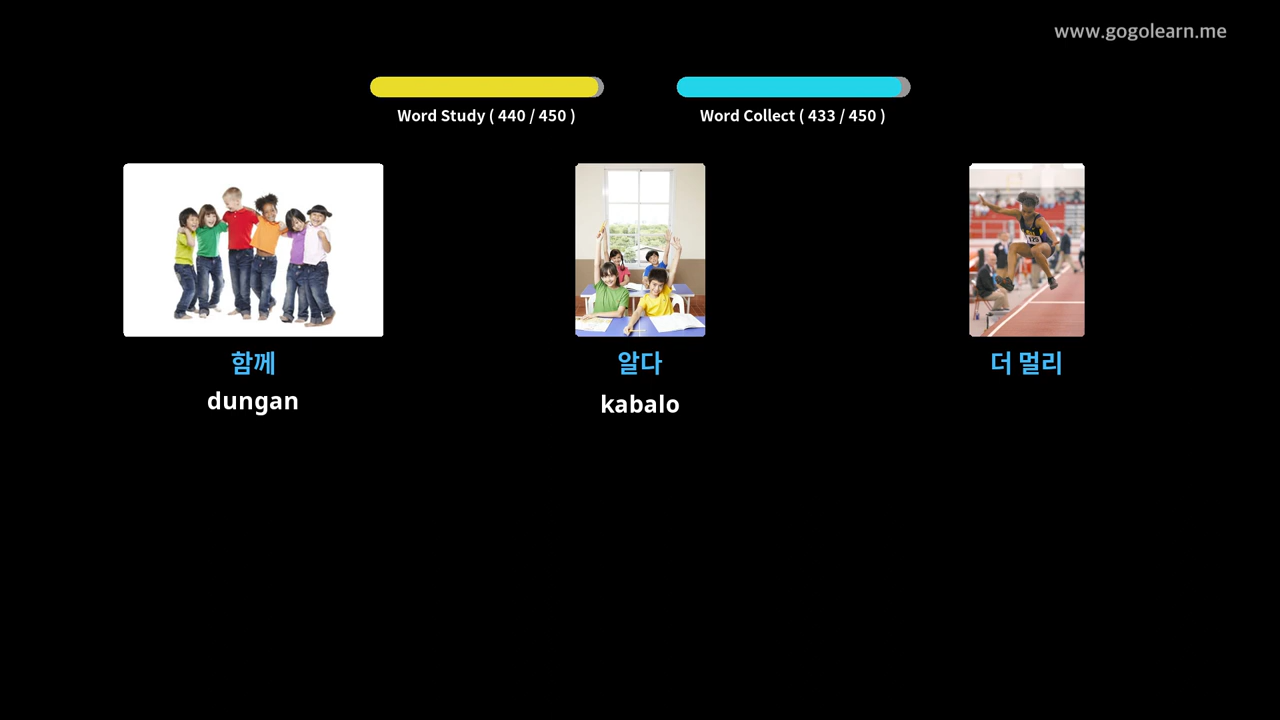 www.gogolearn.me
Word Study ( 440 / 450 )
Word Collect ( 433 / 450 )
함께
dungan
알다
kabalo
더 멀리